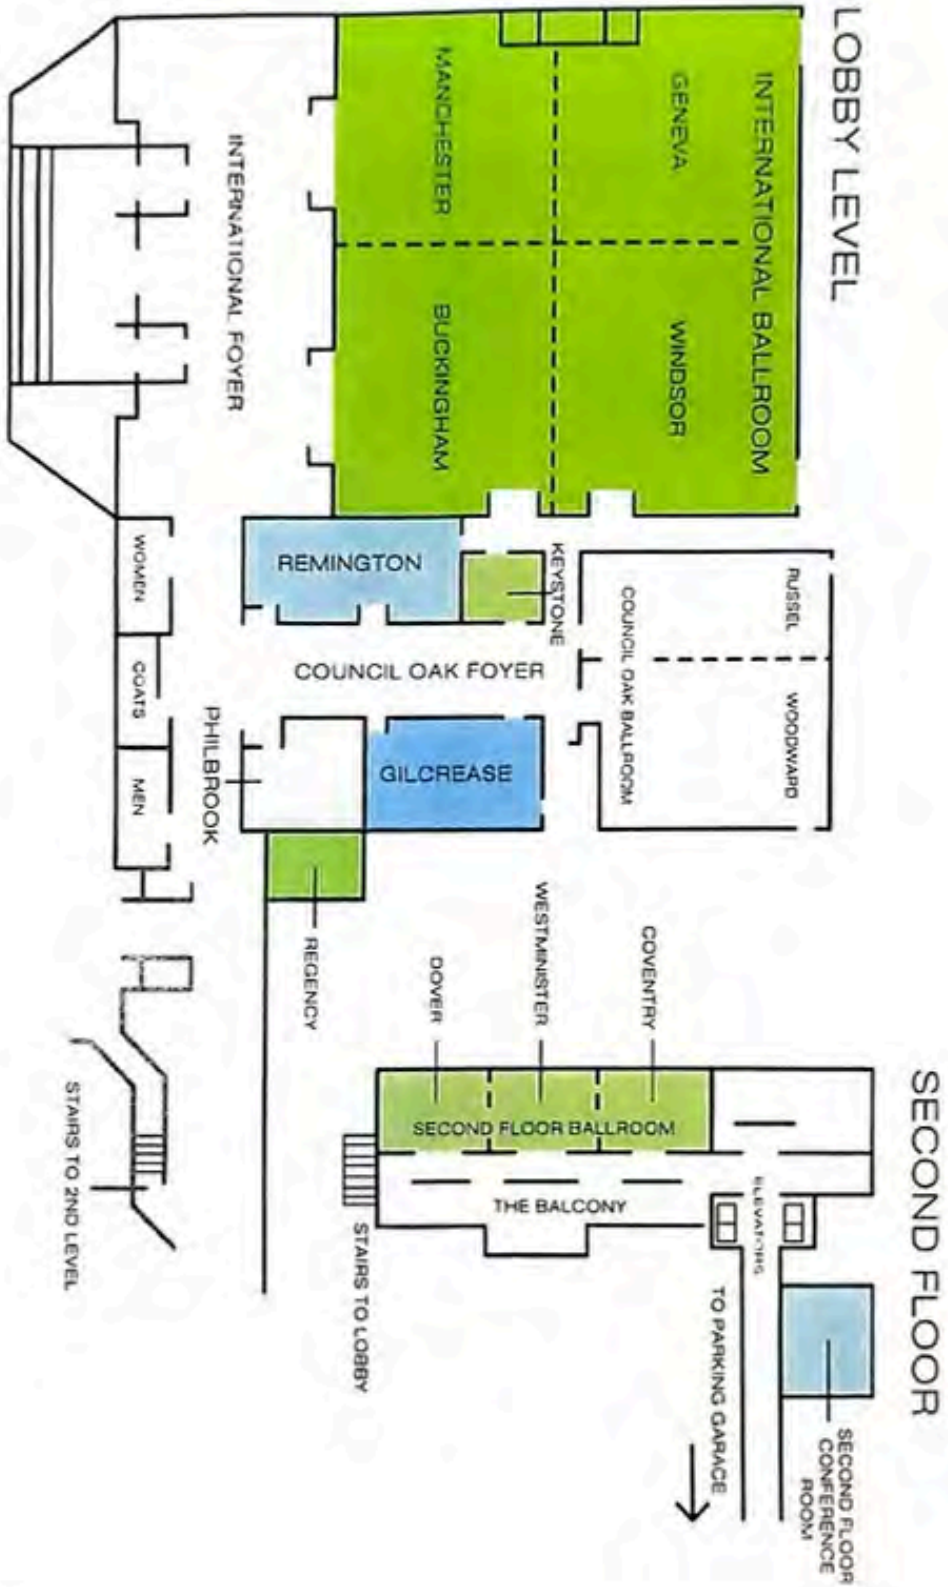 LOBBY LEVEL
INTERNATIONAL BALLROOM
GENEVA
WINDSOR
MANCHESTER
BUCKINGHAM
INTERNATIONAL FOYER
RUSSEL
WOODWARD
COUNCIL OAK BALLROOM
KEYSTONE
REMINGTON
COUNCIL OAK FOYER
GILCREASE
PHILBROOK
WOMEN
COATS
MEN
REGENCY
STAIRS TO 2ND LEVEL
SECOND FLOOR
COVENTRY
WESTMINISTER
DOVER
SECOND FLOOR BALLROOM
THE BALCONY
ELEVATORS
STAIRS TO LOBBY
TO PARKING GARAGE
SECOND FLOOR
CONFERENCE
ROOM